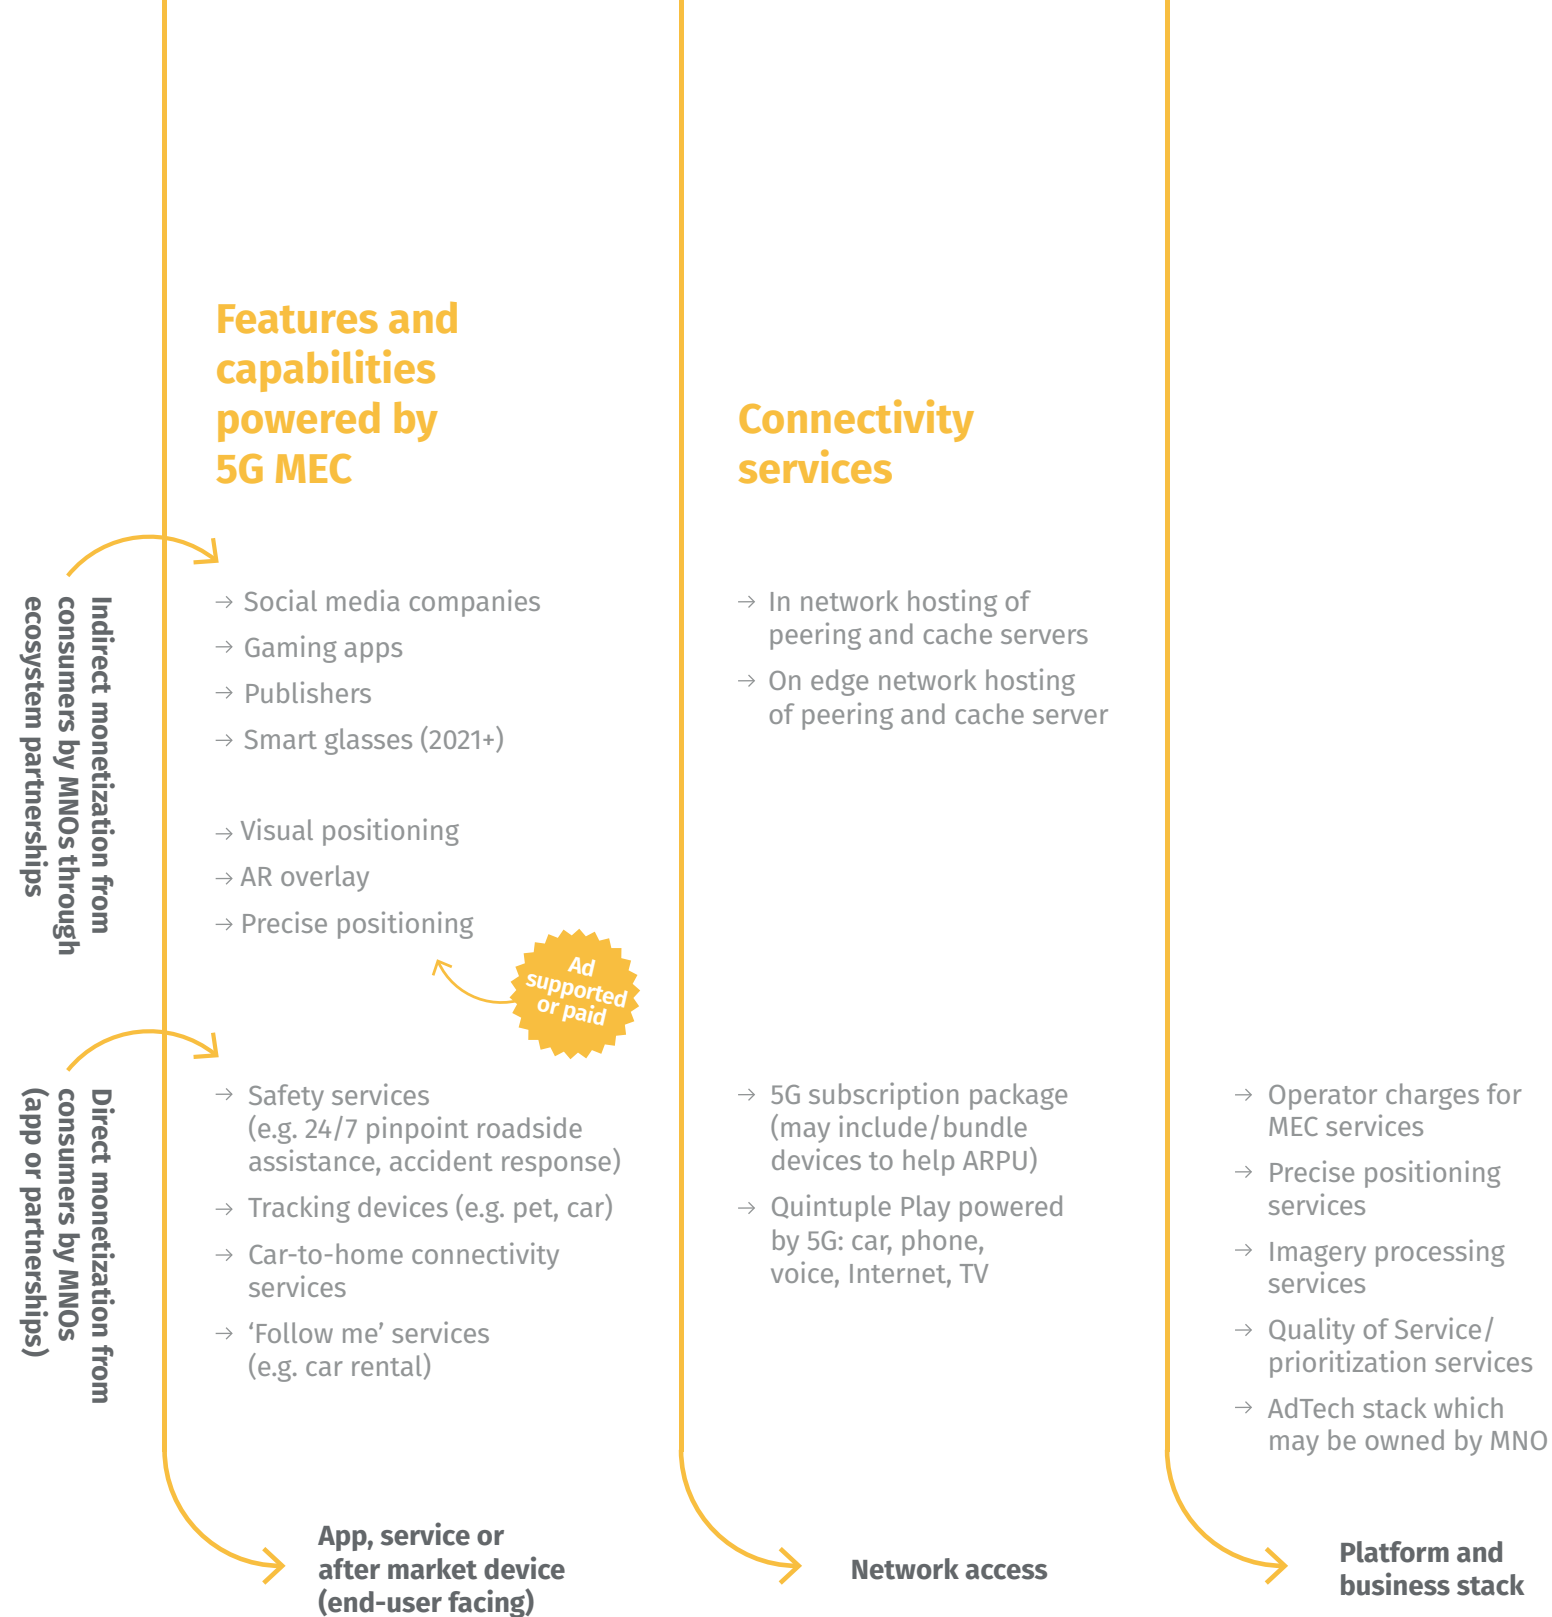 Features and
capabilities
powered by
5G MEC
Connectivity
services
Indirect monetization from
consumers by MNOs through
ecosystem partnerships
→ Social media companies
→ Gaming apps
→ Publishers
→ Smart glasses (2021+)
→ Visual positioning
→ AR overlay
→ Precise positioning
Ad
supported
or paid
→ In network hosting of
peering and cache servers
→ On edge network hosting
of peering and cache server
Direct monetization from
consumers by MNOs
(app or partnerships)
→ Safety services
(e.g. 24/7 pinpoint roadside
assistance, accident response)
→ Tracking devices (e.g. pet, car)
→ Car-to-home connectivity
services
→ ‘Follow me’ services
(e.g. car rental)
→ 5G subscription package
(may include/bundle
devices to help ARPU)
→ Quintuple Play powered
by 5G: car, phone,
voice, Internet, TV
→ Operator charges for
MEC services
→ Precise positioning
services
→ Imagery processing
services
→ Quality of Service/
prioritization services
→ AdTech stack which
may be owned by MNO
App, service or
after market device
(end-user facing)
Network access
Platform and
business stack